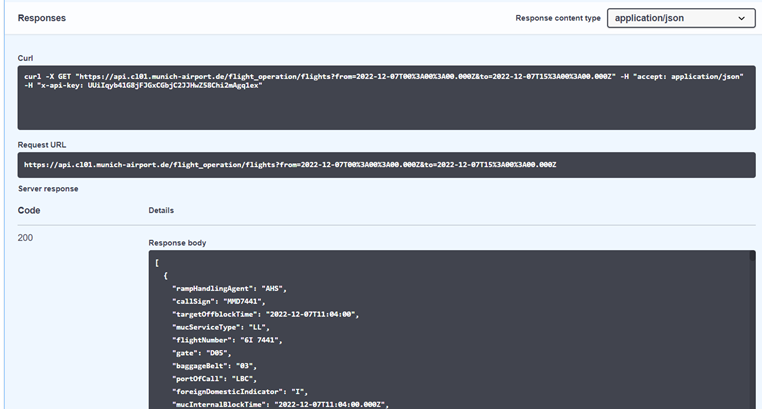 Responses
Response content type
application/json
Curl
curl -X GET "https://api.cl01.munich-airport.de/flight_operation/flights?from=2022-12-07T00%3A00%3A00.000Z&to=2022-12-07T15%3A00%3A00.000Z" -H "accept: application/json"
-H "x-api-key: UUiIqyb41G8jFJGxCGbjC2JJHwZ58Chi2mAgq1ex"
Request URL
https://api.cl01.munich-airport.de/flight_operation/flights?from=2022-12-07T00%3A00%3A00.000Z&to=2022-12-07T15%3A00%3A00.000Z
Server response
Code
Details
200
Response body
[
{
"rampHandlingAgent": "AHS",
"callSign": "MMD7441",
"targetOffblockTime": "2022-12-07T11:04:00",
"mucServiceType": "LL",
"flightNumber": "6I 7441",
"gate": "D05",
"baggageBelt": "03",
"portOfCall": "LBC",
"foreignDomesticIndicator": "I",
"mucInternalBlockTime": "2022-12-07T11:04:00.000Z",